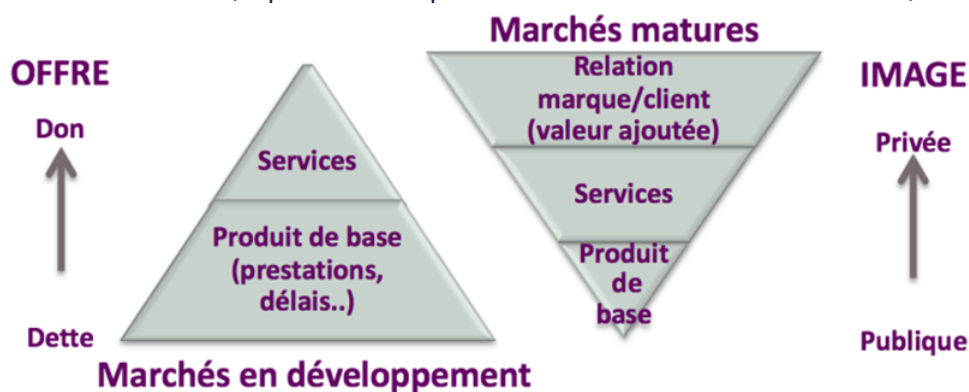 Marchés matures
OFFRE
Don
Dette
Services
Produit de base
(prestations,
délais..)
Marchés en développement
Relation
marque/client
(valeur ajoutée)
Services
Produit
de
base
IMAGE
Privée
Publique